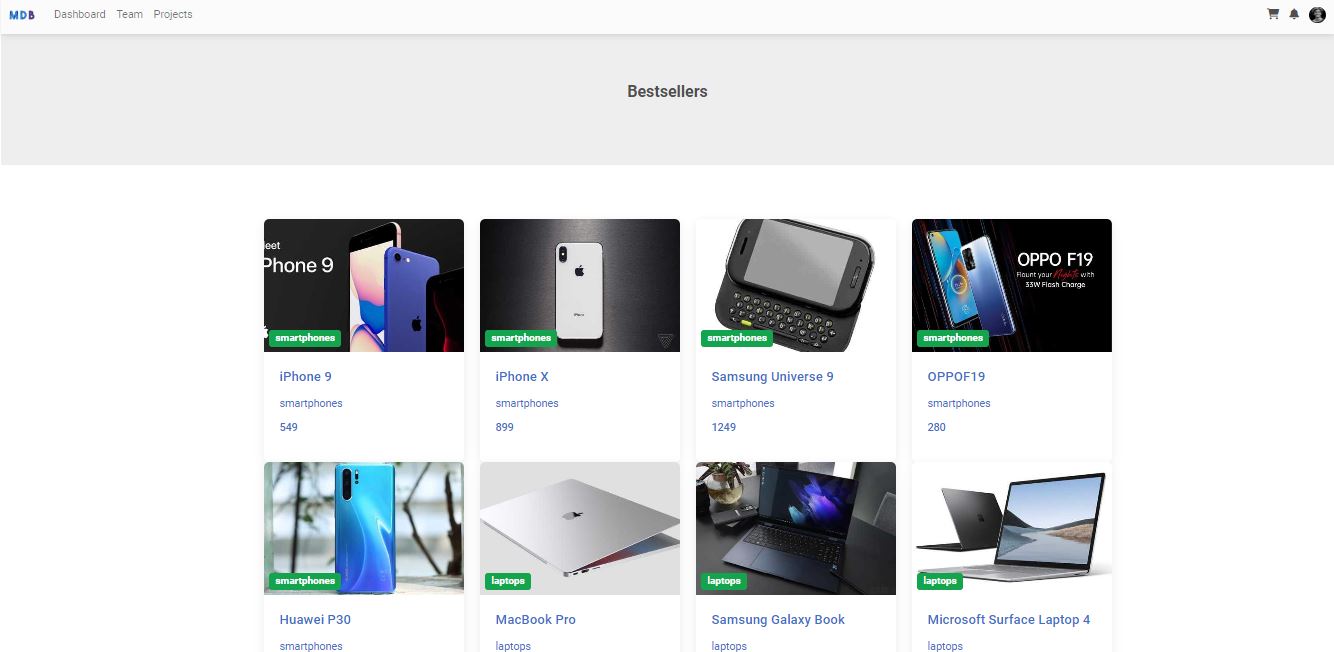 MDB
Dashboard
Team
Projects
Bestsellers
eet
Phone 9
smartphones
iPhone 9
smartphones
549
iPhone
smartphones
iPhone X
smartphones
899
smartphones
Samsung Universe 9
smartphones
1249
OPPO F19
Flount your Nights with
33W Flash Charge
smartphones
OPPOF19
smartphones
280
smartphones
Huawei P30
smartphones
laptops
MacBook Pro
laptops
laptops
Samsung Galaxy Book
laptops
laptops
Microsoft Surface Laptop 4
laptops